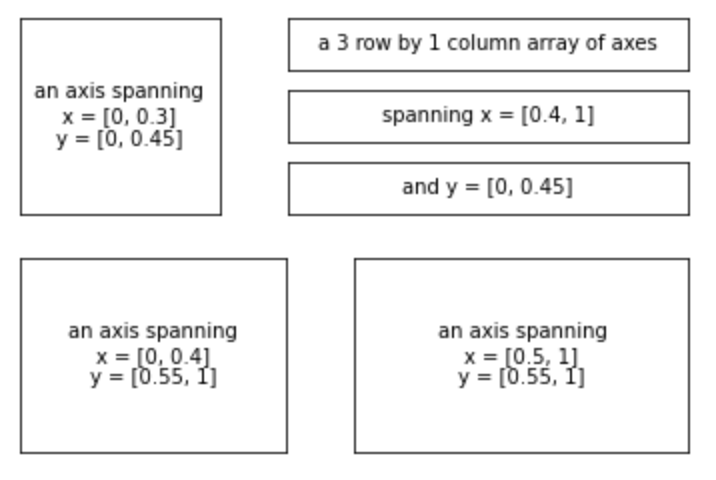 an axis spanning
x = [0, 0.3]
y = [0, 0.45]
a 3 row by 1 column array of axes
spanning x = [0.4, 1]
and y = [0, 0.45]
an axis spanning
x = [0, 0.4]
y = [0.55, 1]
an axis spanning
x = [0.5, 1]
y = [0.55, 1]